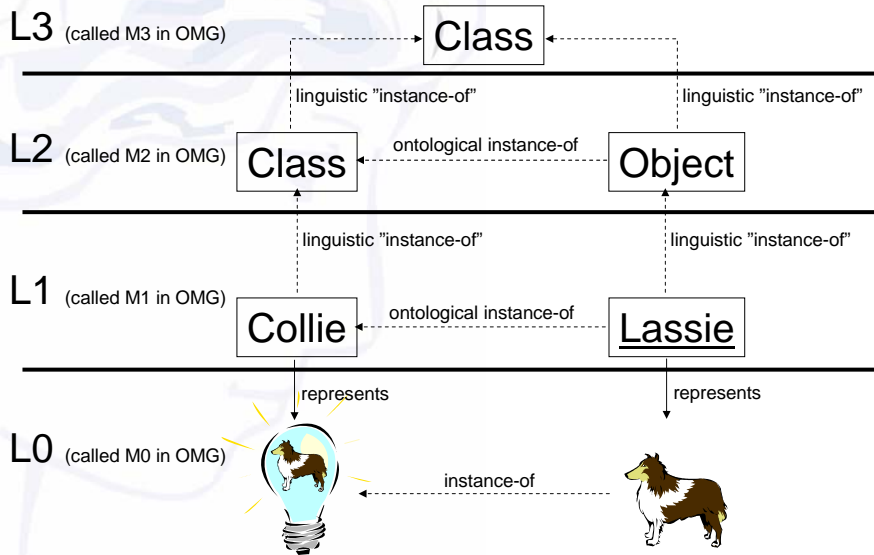 L3 (called M3 in OMG)
Class
linguistic ”instance-of”
linguistic ”instance-of”
L2 (called M2 in OMG)
Class
ontological instance-of
Object
linguistic ”instance-of”
linguistic ”instance-of”
L1 (called M1 in OMG)
Collie
ontological instance-of
Lassie
represents
represents
L0 (called M0 in OMG)
instance-of